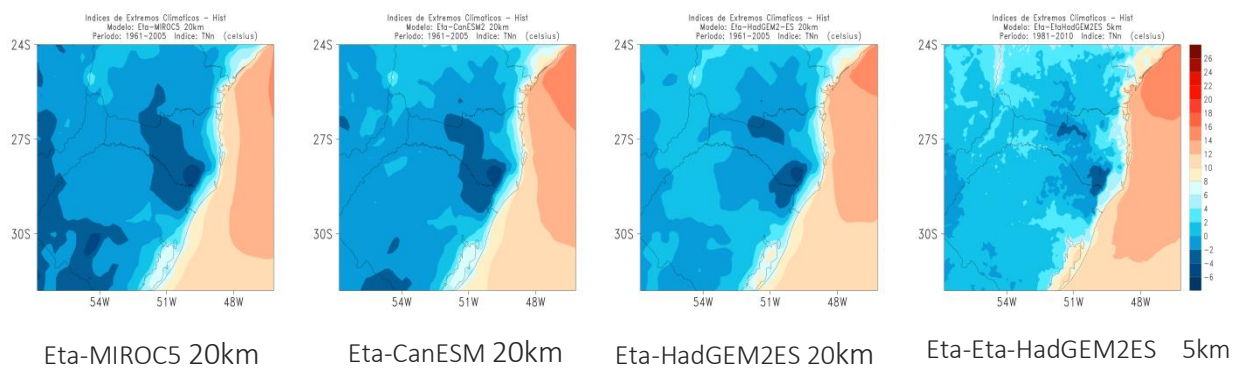 Indices de Extremos Climaticos - Hist
Modelo: Eta-MIROC5 20km
Periodo: 1961-2005 Indice: TNn (celsius)
24S
27S
30S
54W 51W 48W
Eta-MIROC5 20km
Indices de Extremos Climaticos - Hist
Modelo: Eta-CanESM2 20km
Periodo: 1961-2005 Indice: TNn (celsius)
24S
27S
30S
54W 51W 48W
Eta-CanESM 20km
Indices de Extremos Climaticos - Hist
Modelo: Eta-HadGEM2-ES 20km
Periodo: 1961-2005 Indice: TNn (celsius)
24S
27S
30S
54W 51W 48W
Eta-HadGEM2ES 20km
Indices de Extremos Climaticos - Hist
Modelo: Eta-EtaHadGEM2ES 5km
Periodo: 1981-2010 Indice: TNn (celsius)
24S
27S
30S
54W 51W 48W
Eta-Eta-HadGEM2ES 5km
26
24
22
20
18
16
14
12
10
8
6
4
2
0
-2
-4
-6